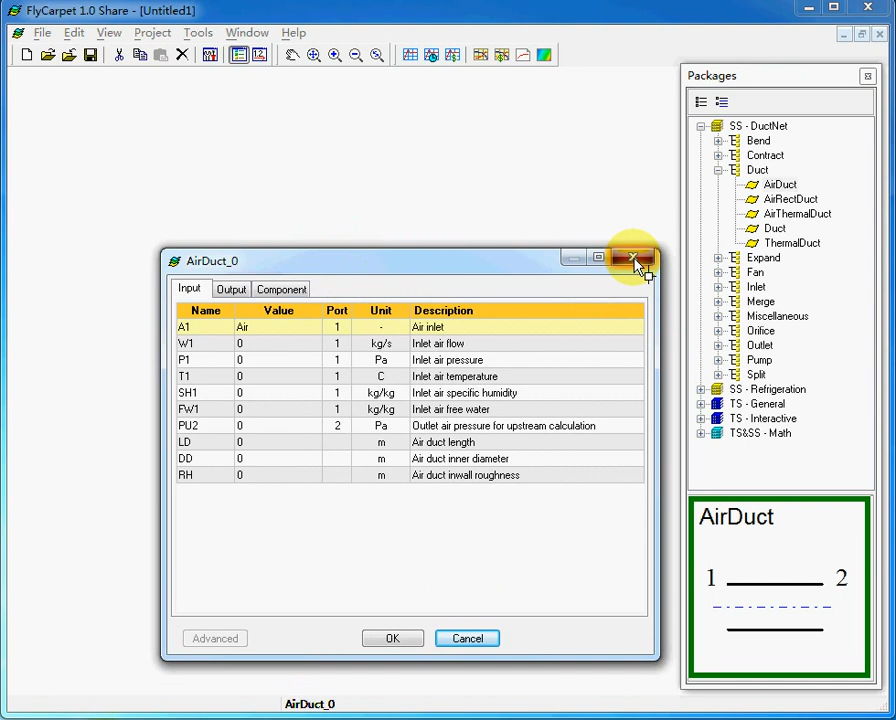 FlyCarpet 1.0 Share - [Untitled1]
File Edit View Project Tools Window Help
Packages
SS - DuctNet
Bend
Contract
Duct
AirDuct
AirRectDuct
AirThermalDuct
Duct
ThermalDuct
Expand
Fan
Inlet
Merge
Miscellaneous
Orifice
Outlet
Pump
Split
SS - Refrigeration
TS - General
TS - Interactive
TS&SS - Math
AirDuct_0
Input Output Component
Name Value Port Unit Description
A1 Air 1 - Air inlet
W1 0 1 kg/s Inlet air flow
P1 0 1 Pa Inlet air pressure
T1 0 1 C Inlet air temperature
SH1 0 1 kg/kg Inlet air specific humidity
FW1 0 1 kg/kg Inlet air free water
PU2 0 2 Pa Outlet air pressure for upstream calculation
LD 0 m Air duct length
DD 0 m Air duct inner diameter
RH 0 m Air duct inwall roughness
Advanced OK Cancel
AirDuct
1 2
AirDuct_0